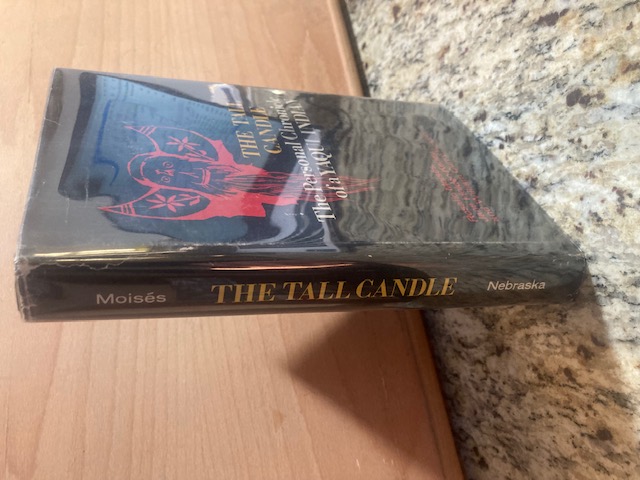 THE TALL
CANDLE
The Personal Chronicle
of a YAQUI INDIAN
Moisés THE TALL CANDLE Nebraska